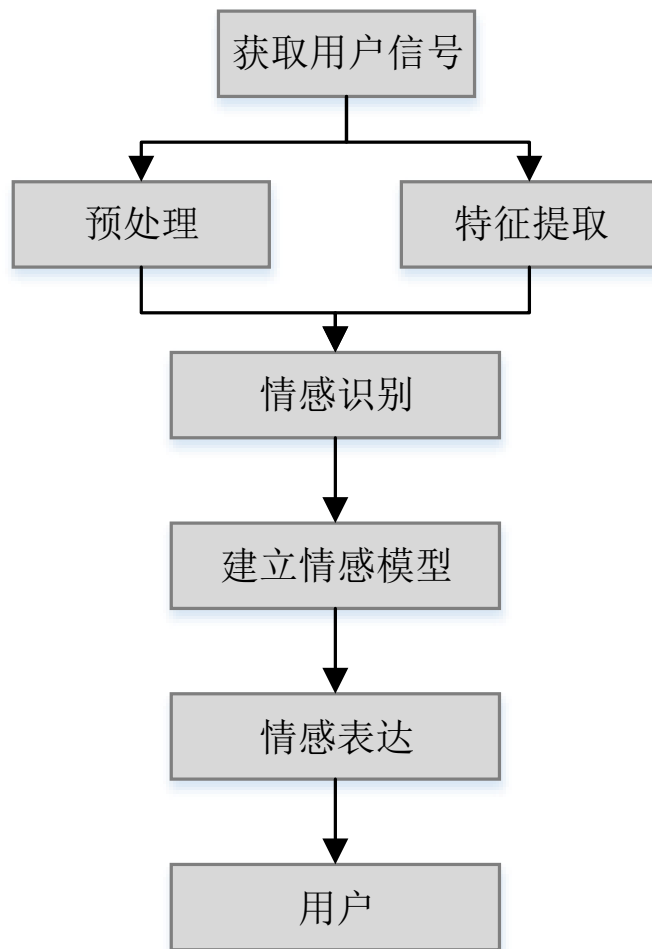 获取用户信号
预处理
特征提取
情感识别
建立情感模型
情感表达
用户